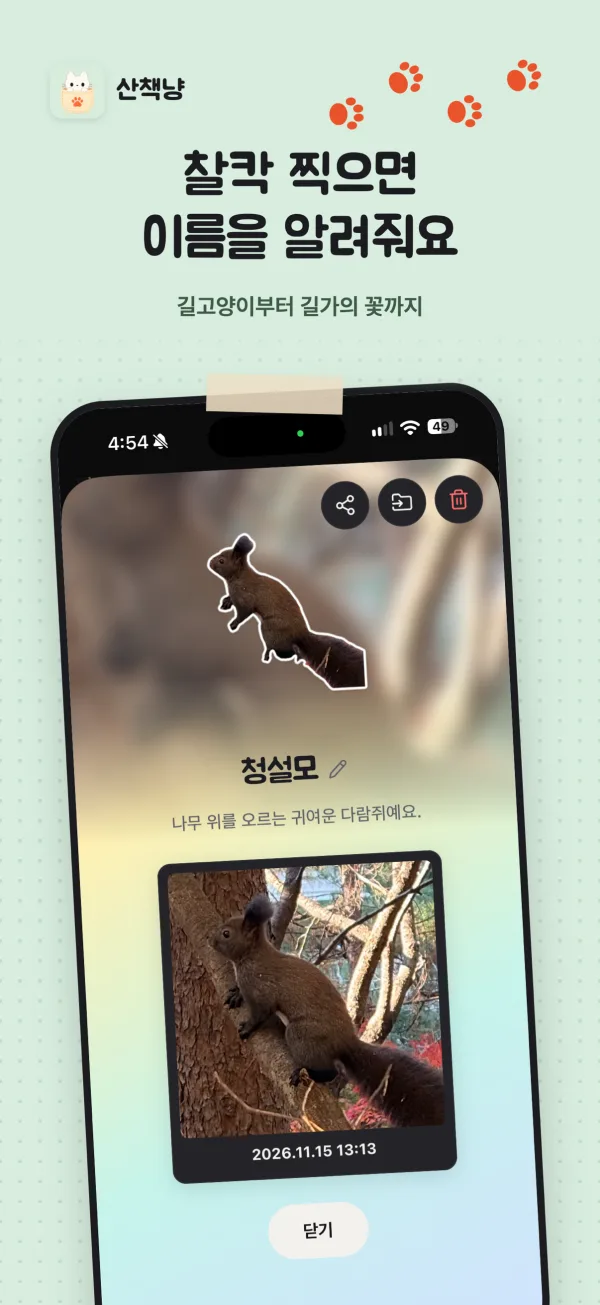 산책냥
찰칵 찍으면
이름을 알려줘요
길고양이부터 길가의 꽃까지
4:54
49
청설모
나무 위를 오르는 귀여운 다람쥐예요.
2026.11.15 13:13
닫기